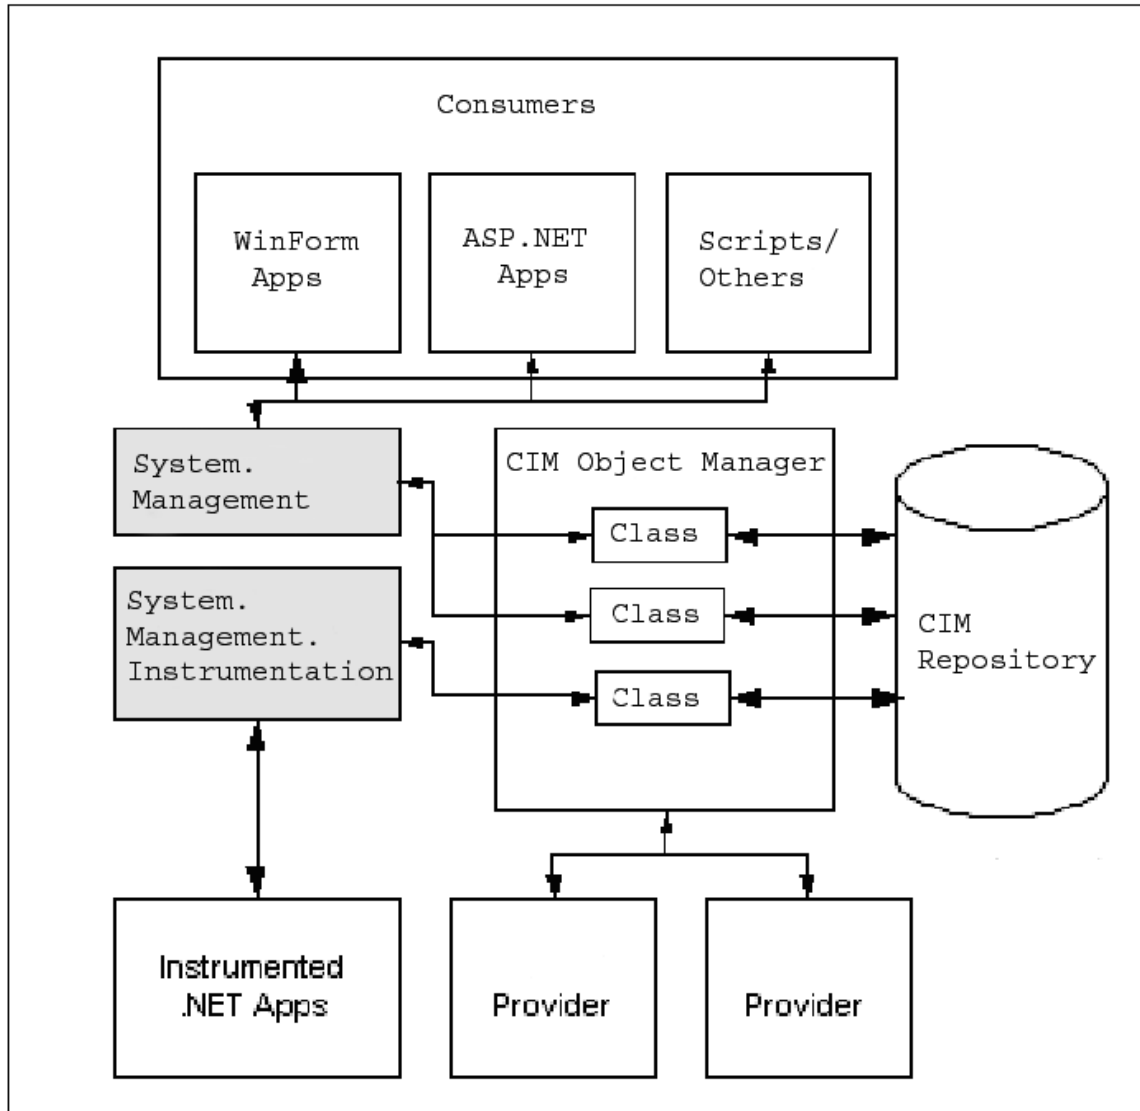 Consumers
WinForm
Apps
ASP.NET
Apps
Scripts/
Others
System.
Management
CIM Object Manager
Class
Class
Class
System.
Management.
Instrumentation
CIM
Repository
Instrumented
.NET Apps
Provider
Provider